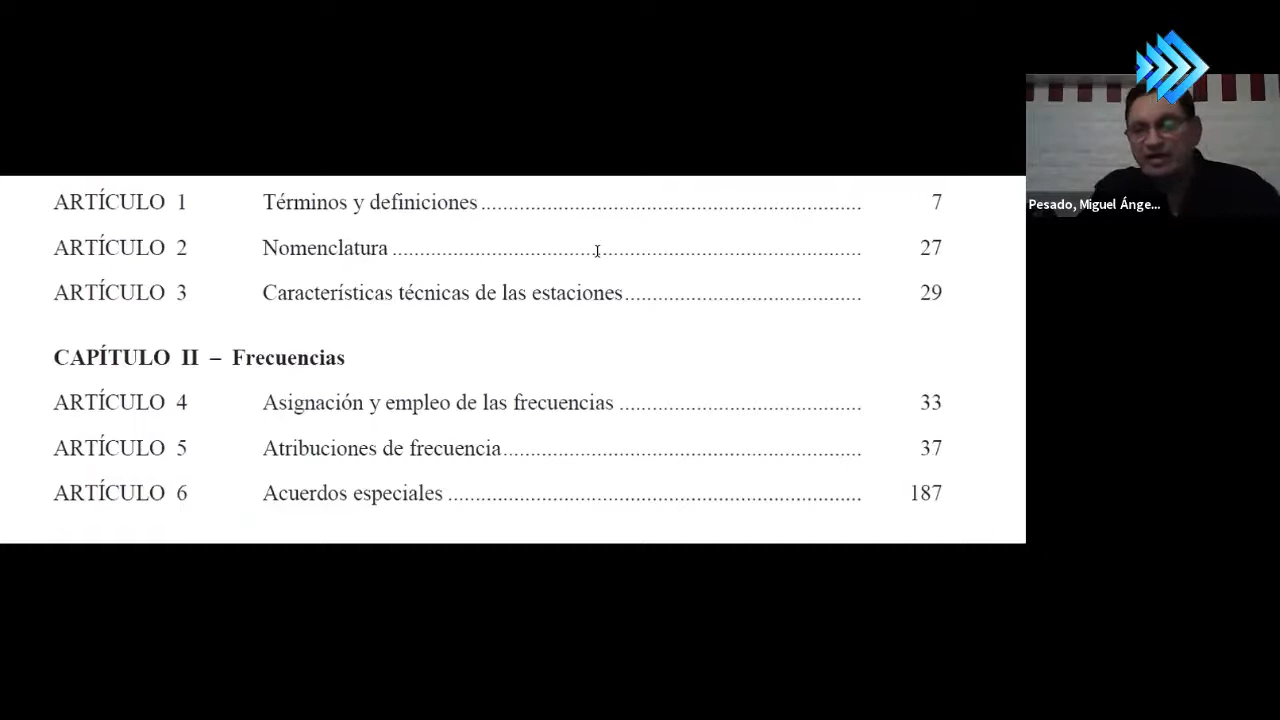 ARTÍCULO 1 Términos y definiciones 7
ARTÍCULO 2 Nomenclatura 27
ARTÍCULO 3 Características técnicas de las estaciones 29
CAPÍTULO II – Frecuencias
ARTÍCULO 4 Asignación y empleo de las frecuencias 33
ARTÍCULO 5 Atribuciones de frecuencia 37
ARTÍCULO 6 Acuerdos especiales 187
Pesado, Miguel Ánge...